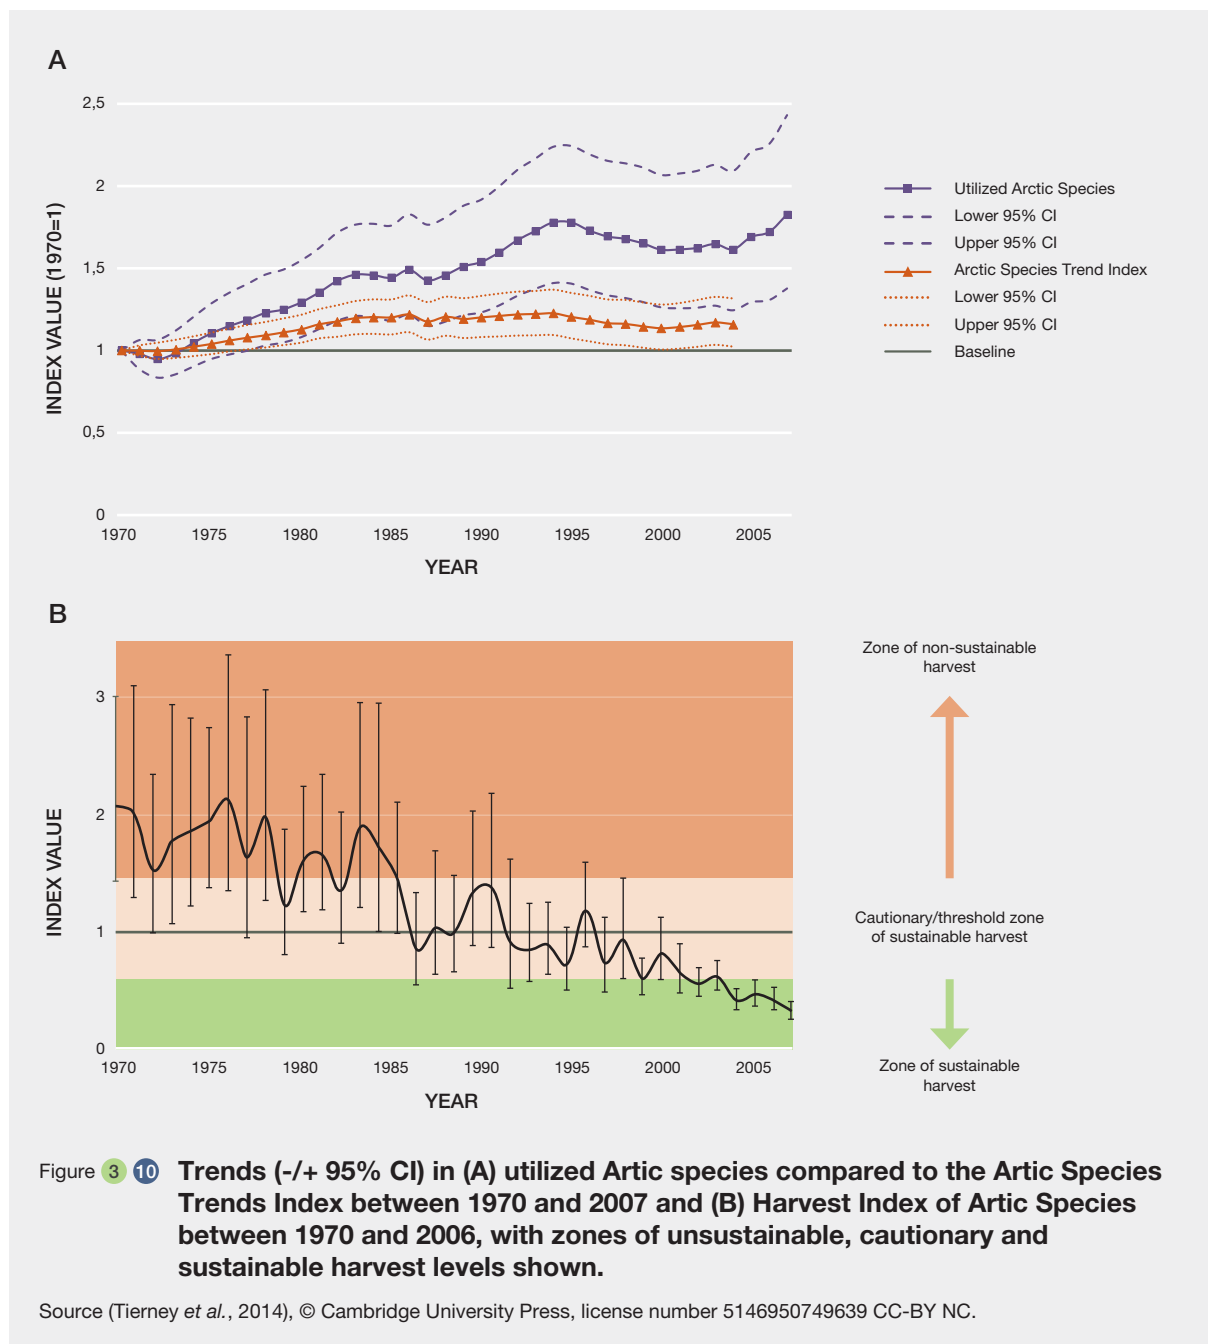 A
2,5
2
1,5
1
0,5
0
INDEX VALUE (1970=1)
1970 1975 1980 1985 1990 1995 2000 2005
YEAR
Utilized Arctic Species
Lower 95% CI
Upper 95% CI
Arctic Species Trend Index
Lower 95% CI
Upper 95% CI
Baseline
B
3
2
1
0
INDEX VALUE
1970 1975 1980 1985 1990 1995 2000 2005
YEAR
Zone of non-sustainable
harvest
Cautionary/threshold zone
of sustainable harvest
Zone of sustainable
harvest
Figure 3 10 Trends (-/+ 95% CI) in (A) utilized Artic species compared to the Artic Species
Trends Index between 1970 and 2007 and (B) Harvest Index of Artic Species
between 1970 and 2006, with zones of unsustainable, cautionary and
sustainable harvest levels shown.
Source (Tierney et al., 2014), © Cambridge University Press, license number 5146950749639 CC-BY NC.